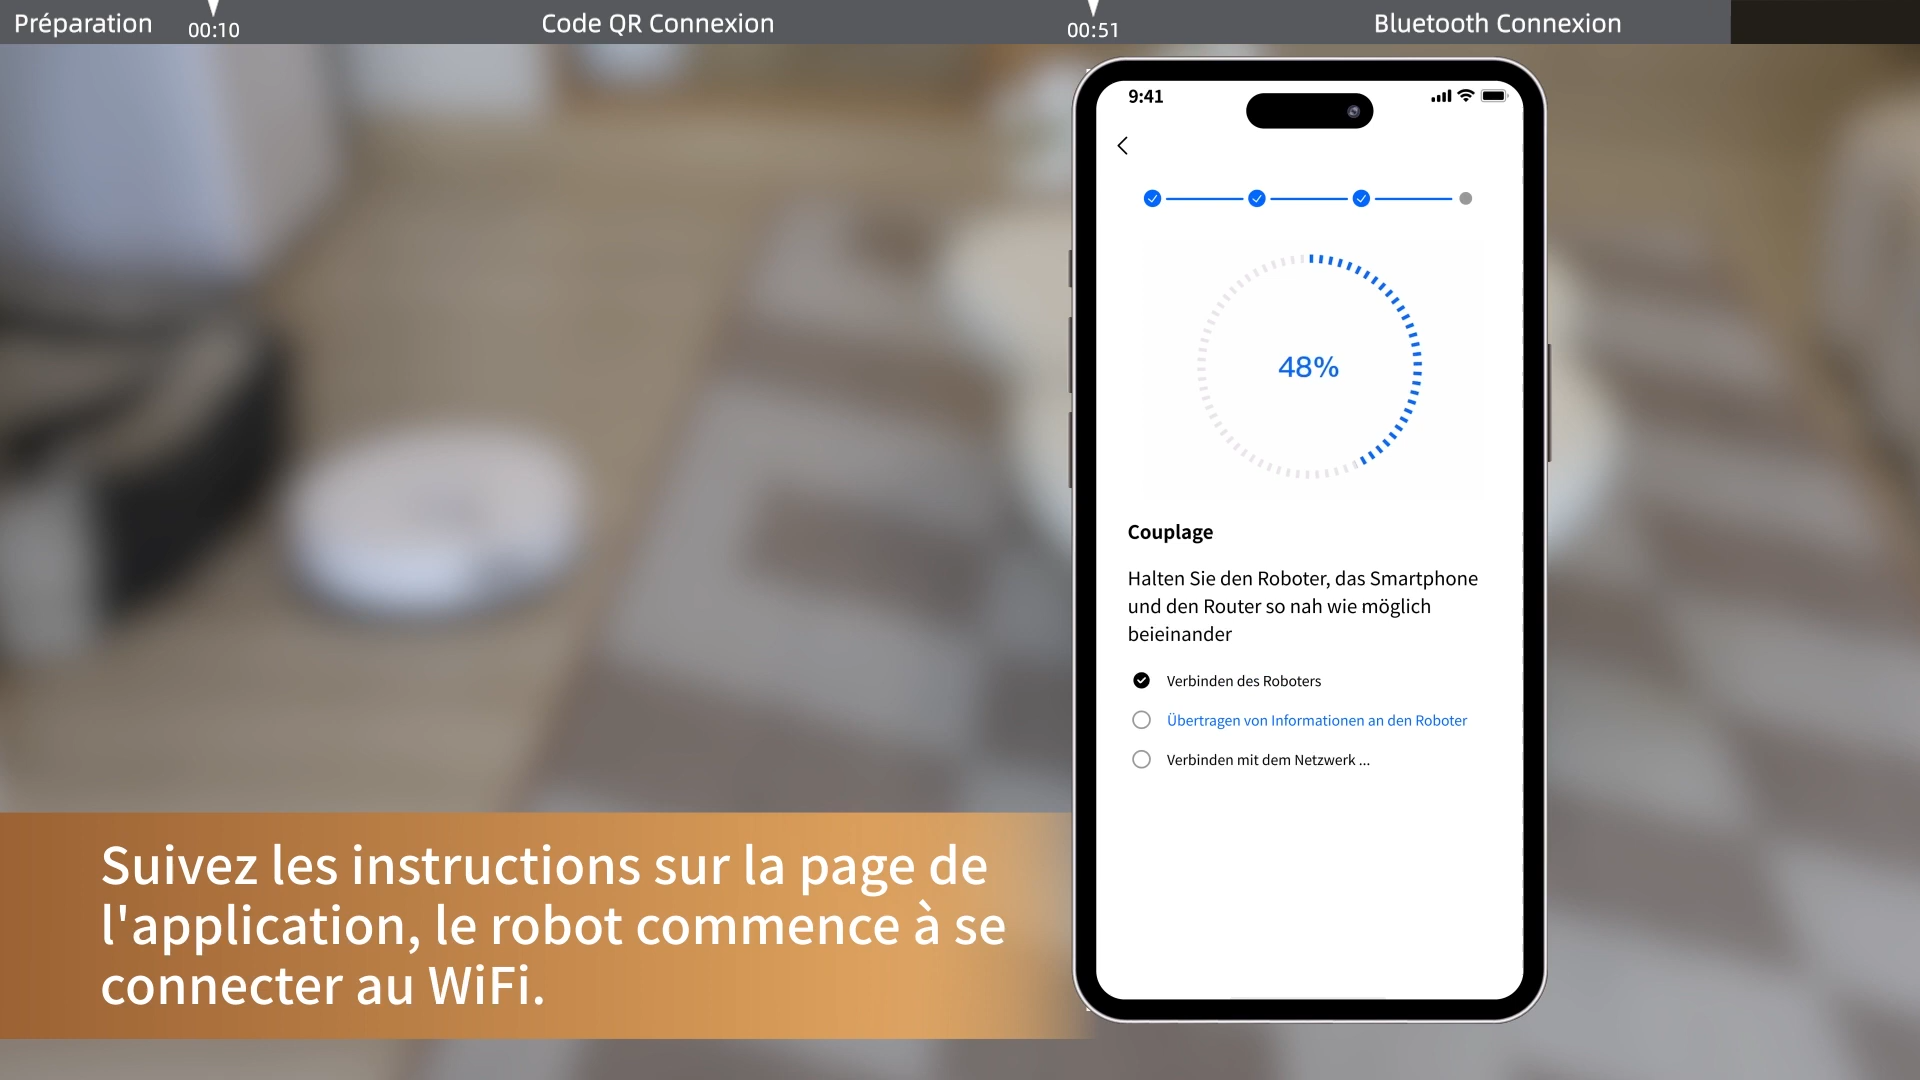 Préparation
00:10
Code QR Connexion
00:51
Bluetooth Connexion
9:41
48%
Couplage
Halten Sie den Roboter, das Smartphone
und den Router so nah wie möglich
beieinander
Verbinden des Roboters
Übertragen von Informationen an den Roboter
Verbinden mit dem Netzwerk ...
Suivez les instructions sur la page de
l'application, le robot commence à se
connecter au WiFi.